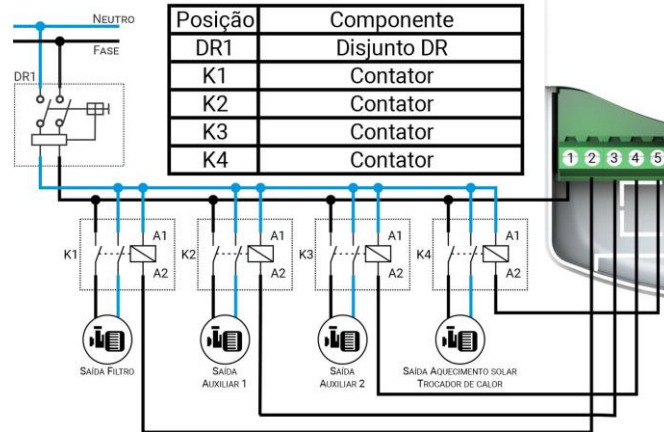 NEUTRO
FASE
Posição Componente
DR1 Disjunto DR
K1 Contator
K2 Contator
K3 Contator
K4 Contator
DR1
1 2 3 4 5
K1 A1 K2 A1 K3 A1 K4 A1
A2 A2 A2 A2
SAÍDA FILTRO
SAÍDA
AUXILIAR 1
SAÍDA
AUXILIAR 2
SAÍDA AQUECIMENTO SOLAR
TROCADOR DE CALOR